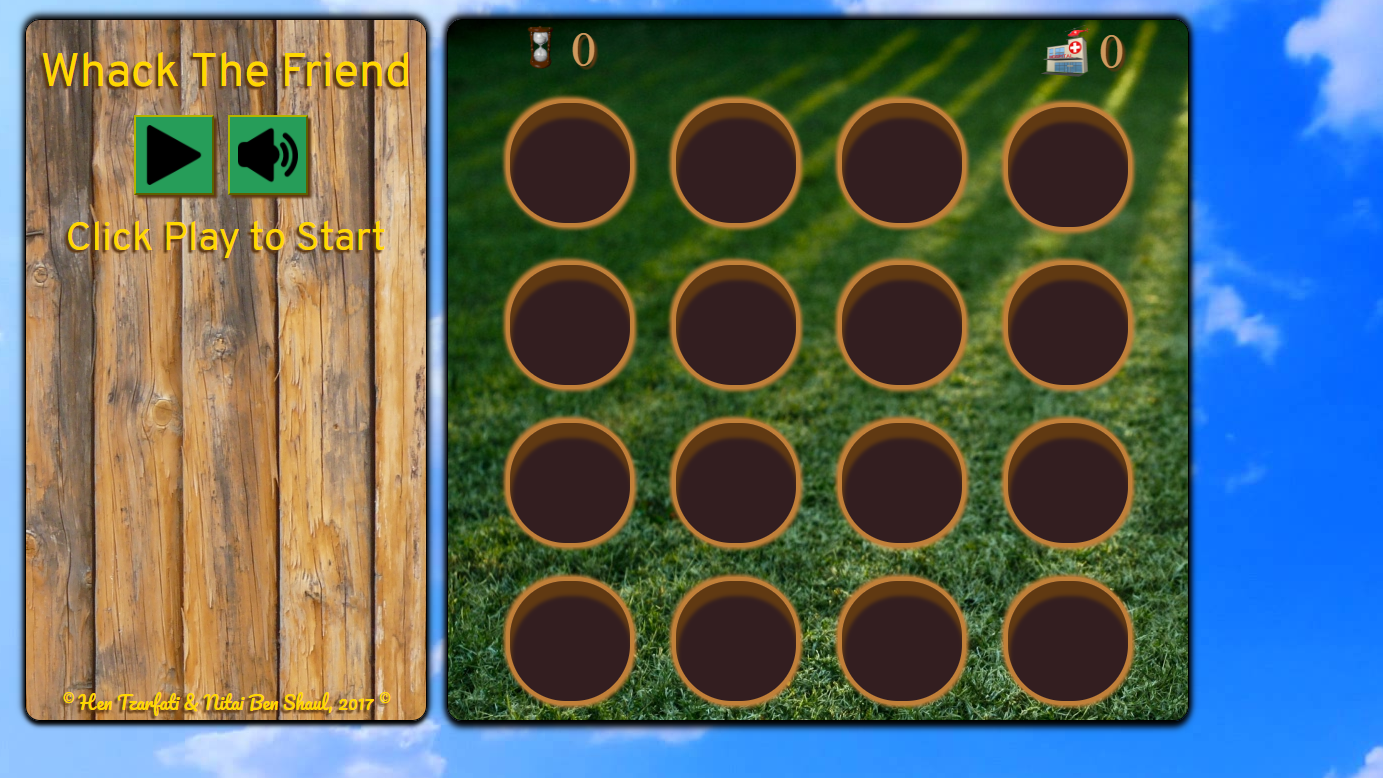 Whack The Friend
Click Play to Start
© Hen Tzarfati & Nitai Ben Shaul, 2017 ©
0
0